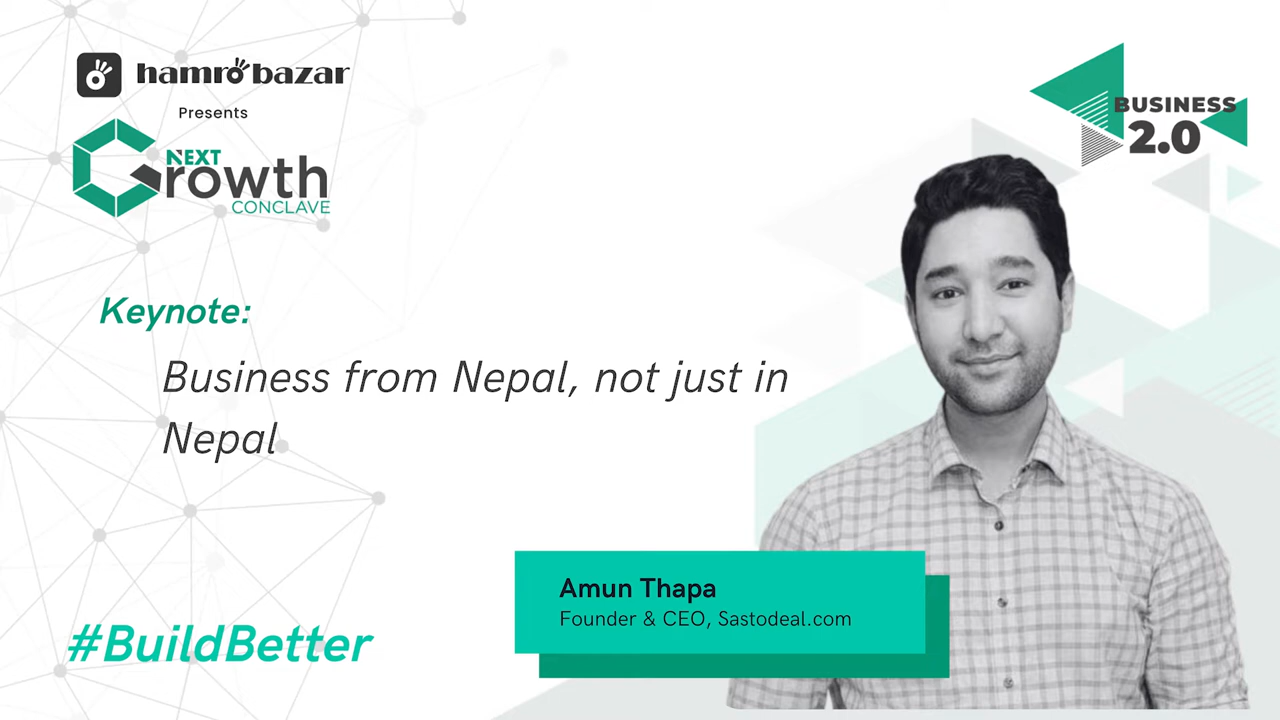 hamrobazar
Presents
NEXT
Growth
CONCLAVE
BUSINESS
2.0
Keynote:
Business from Nepal, not just in
Nepal
Amun Thapa
Founder & CEO, Sastodeal.com
#BuildBetter